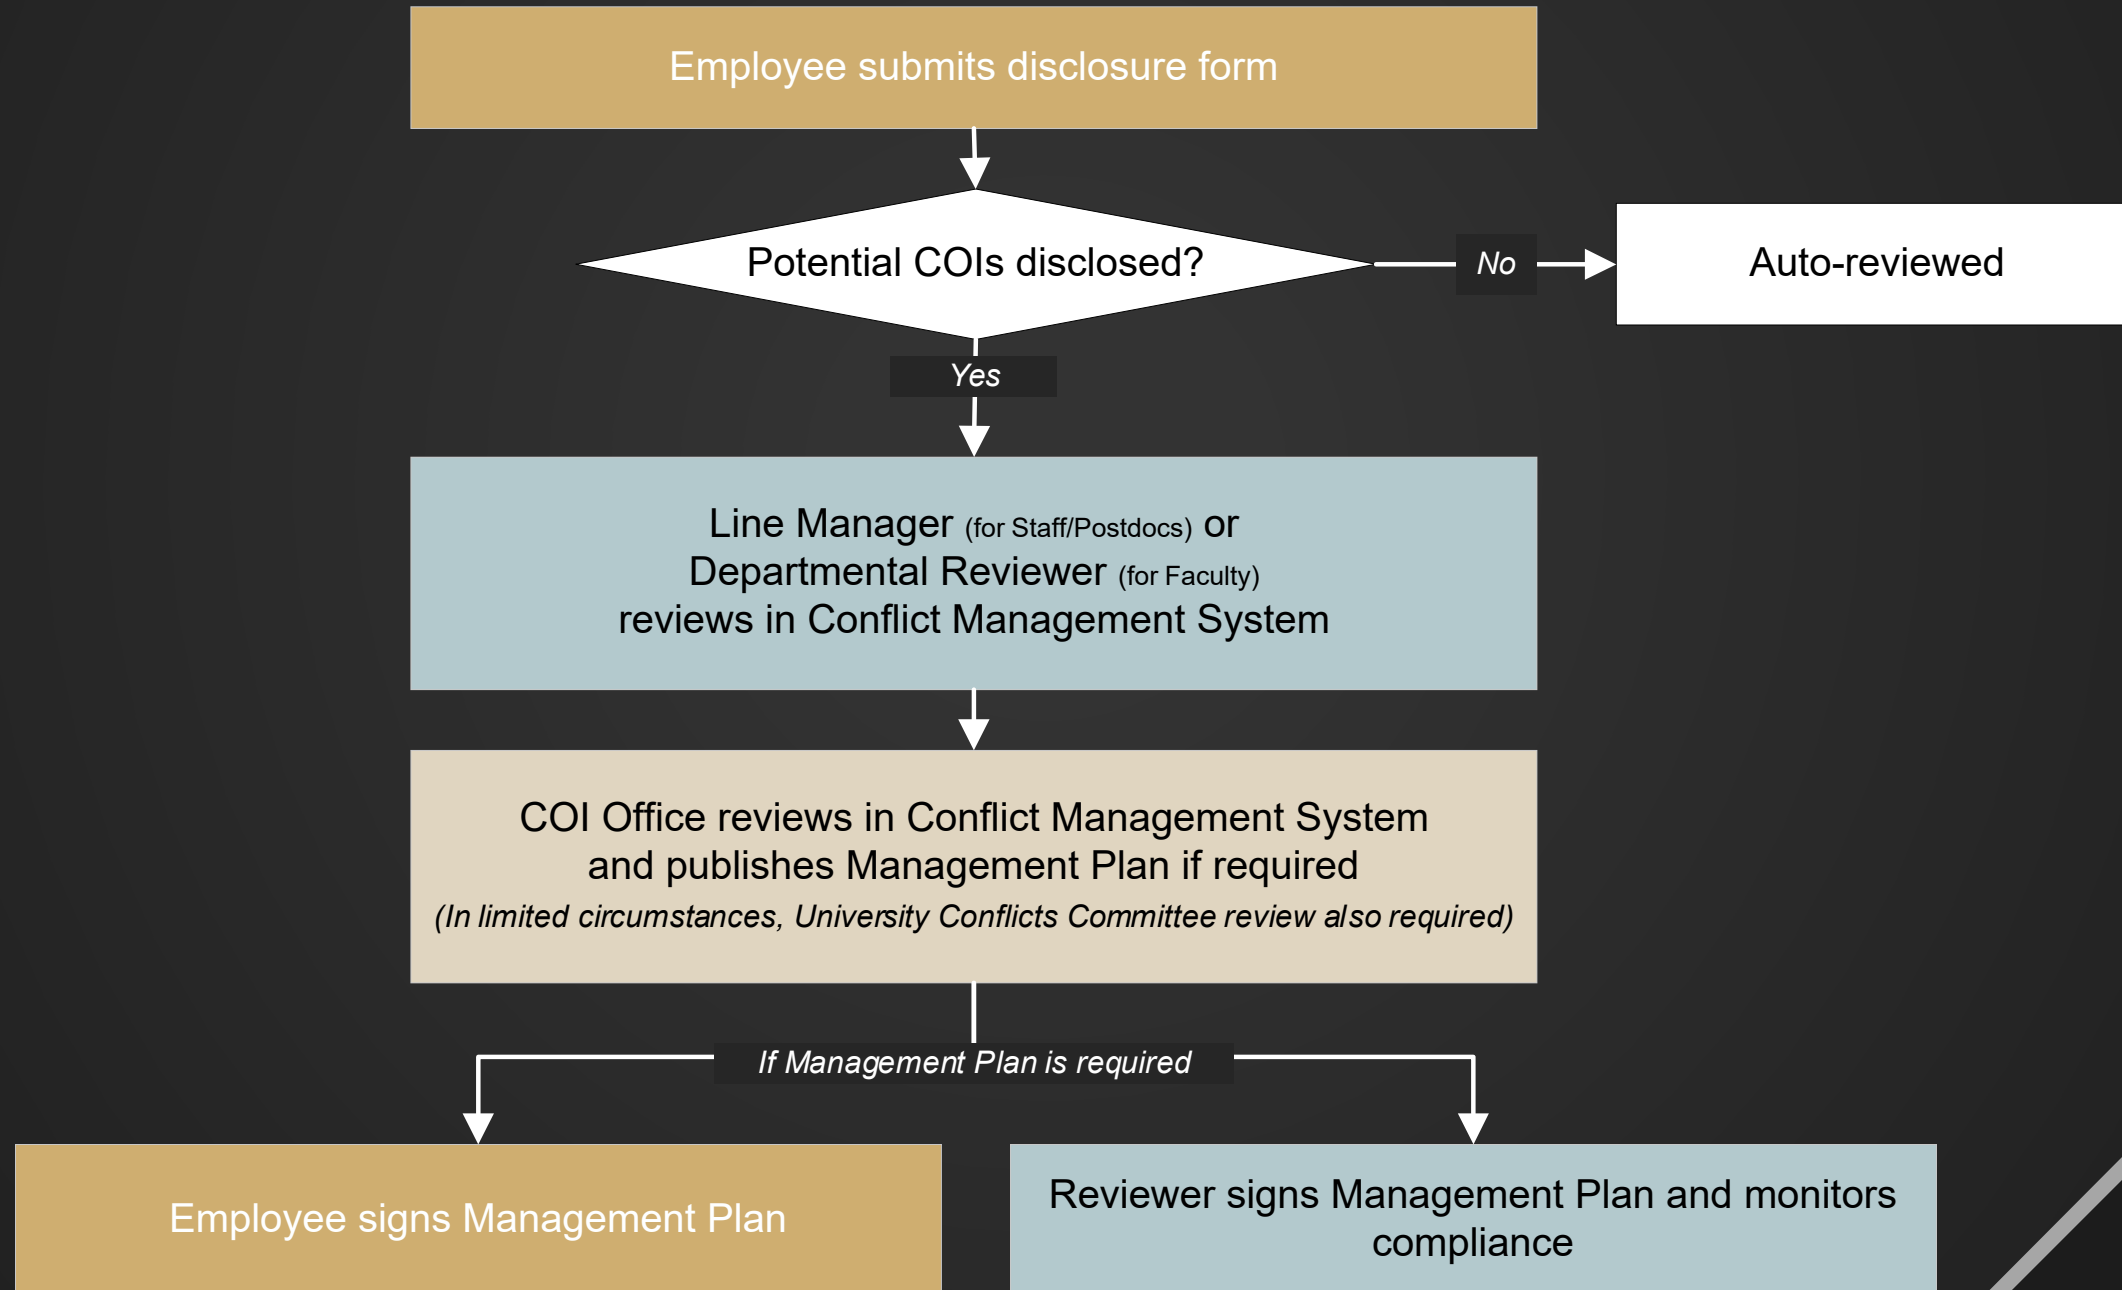 Employee submits disclosure form
Potential COIs disclosed?
No
Auto-reviewed
Yes
Line Manager (for Staff/Postdocs) or
Departmental Reviewer (for Faculty)
reviews in Conflict Management System
COI Office reviews in Conflict Management System
and publishes Management Plan if required
(In limited circumstances, University Conflicts Committee review also required)
If Management Plan is required
Employee signs Management Plan
Reviewer signs Management Plan and monitors
compliance